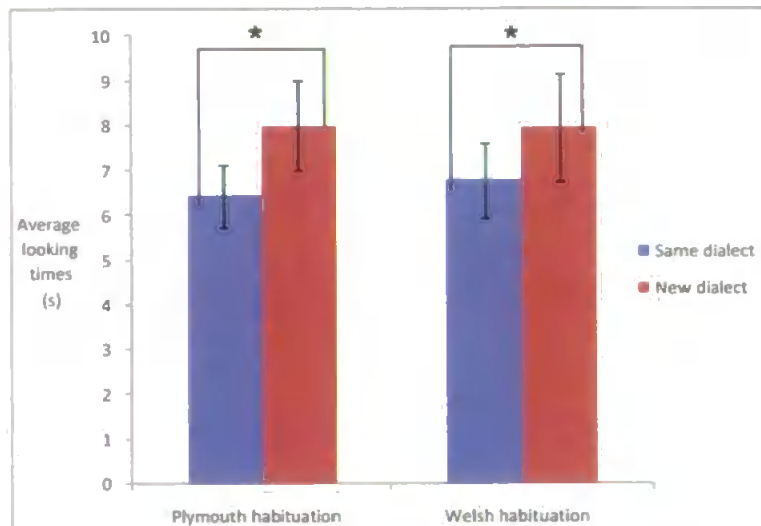 *
*
10
9
8
7
6
5
4
3
2
1
0
Average
looking
times
(s)
Same dialect
New dialect
Plymouth habituation
Welsh habituation